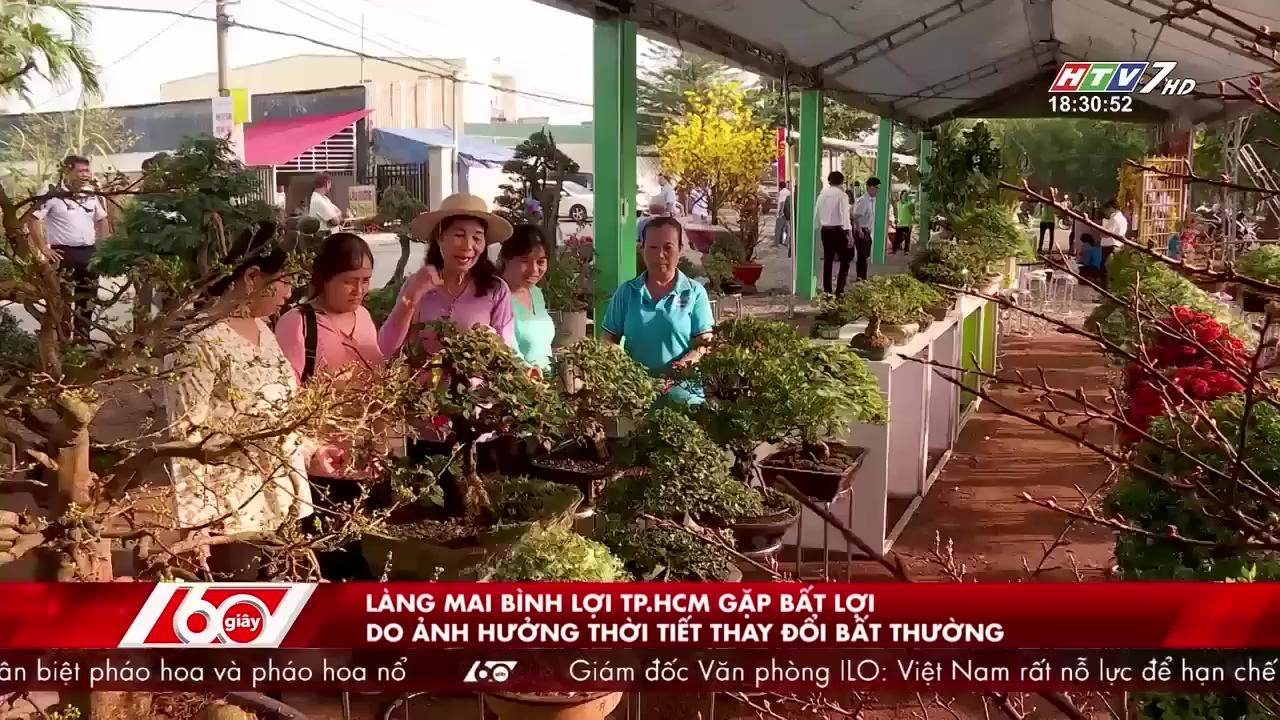 HTV7 HD
18:30:52
60 giây
LÀNG MAI BÌNH LỢI TP.HCM GẶP BẤT LỢI
DO ẢNH HƯỞNG THỜI TIẾT THAY ĐỔI BẤT THƯỜNG
ân biệt pháo hoa và pháo hoa nổ 60 giây Giám đốc Văn phòng ILO: Việt Nam rất nỗ lực để hạn chế